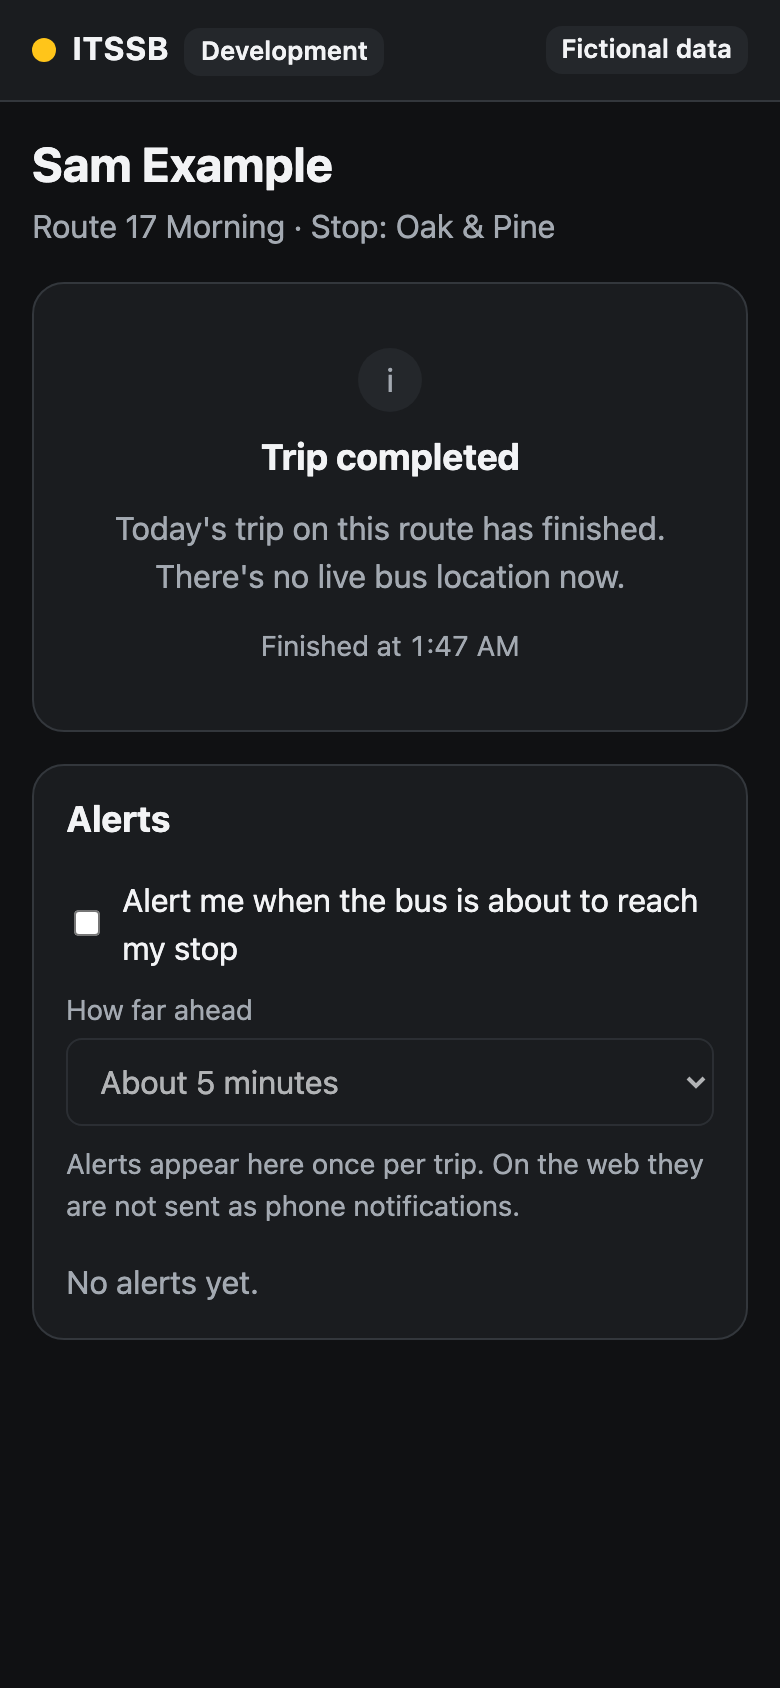 ITSSB Development Fictional data
Sam Example
Route 17 Morning · Stop: Oak & Pine
i
Trip completed
Today's trip on this route has finished.
There's no live bus location now.
Finished at 1:47 AM
Alerts
Alert me when the bus is about to reach
my stop
How far ahead
About 5 minutes
Alerts appear here once per trip. On the web they
are not sent as phone notifications.
No alerts yet.